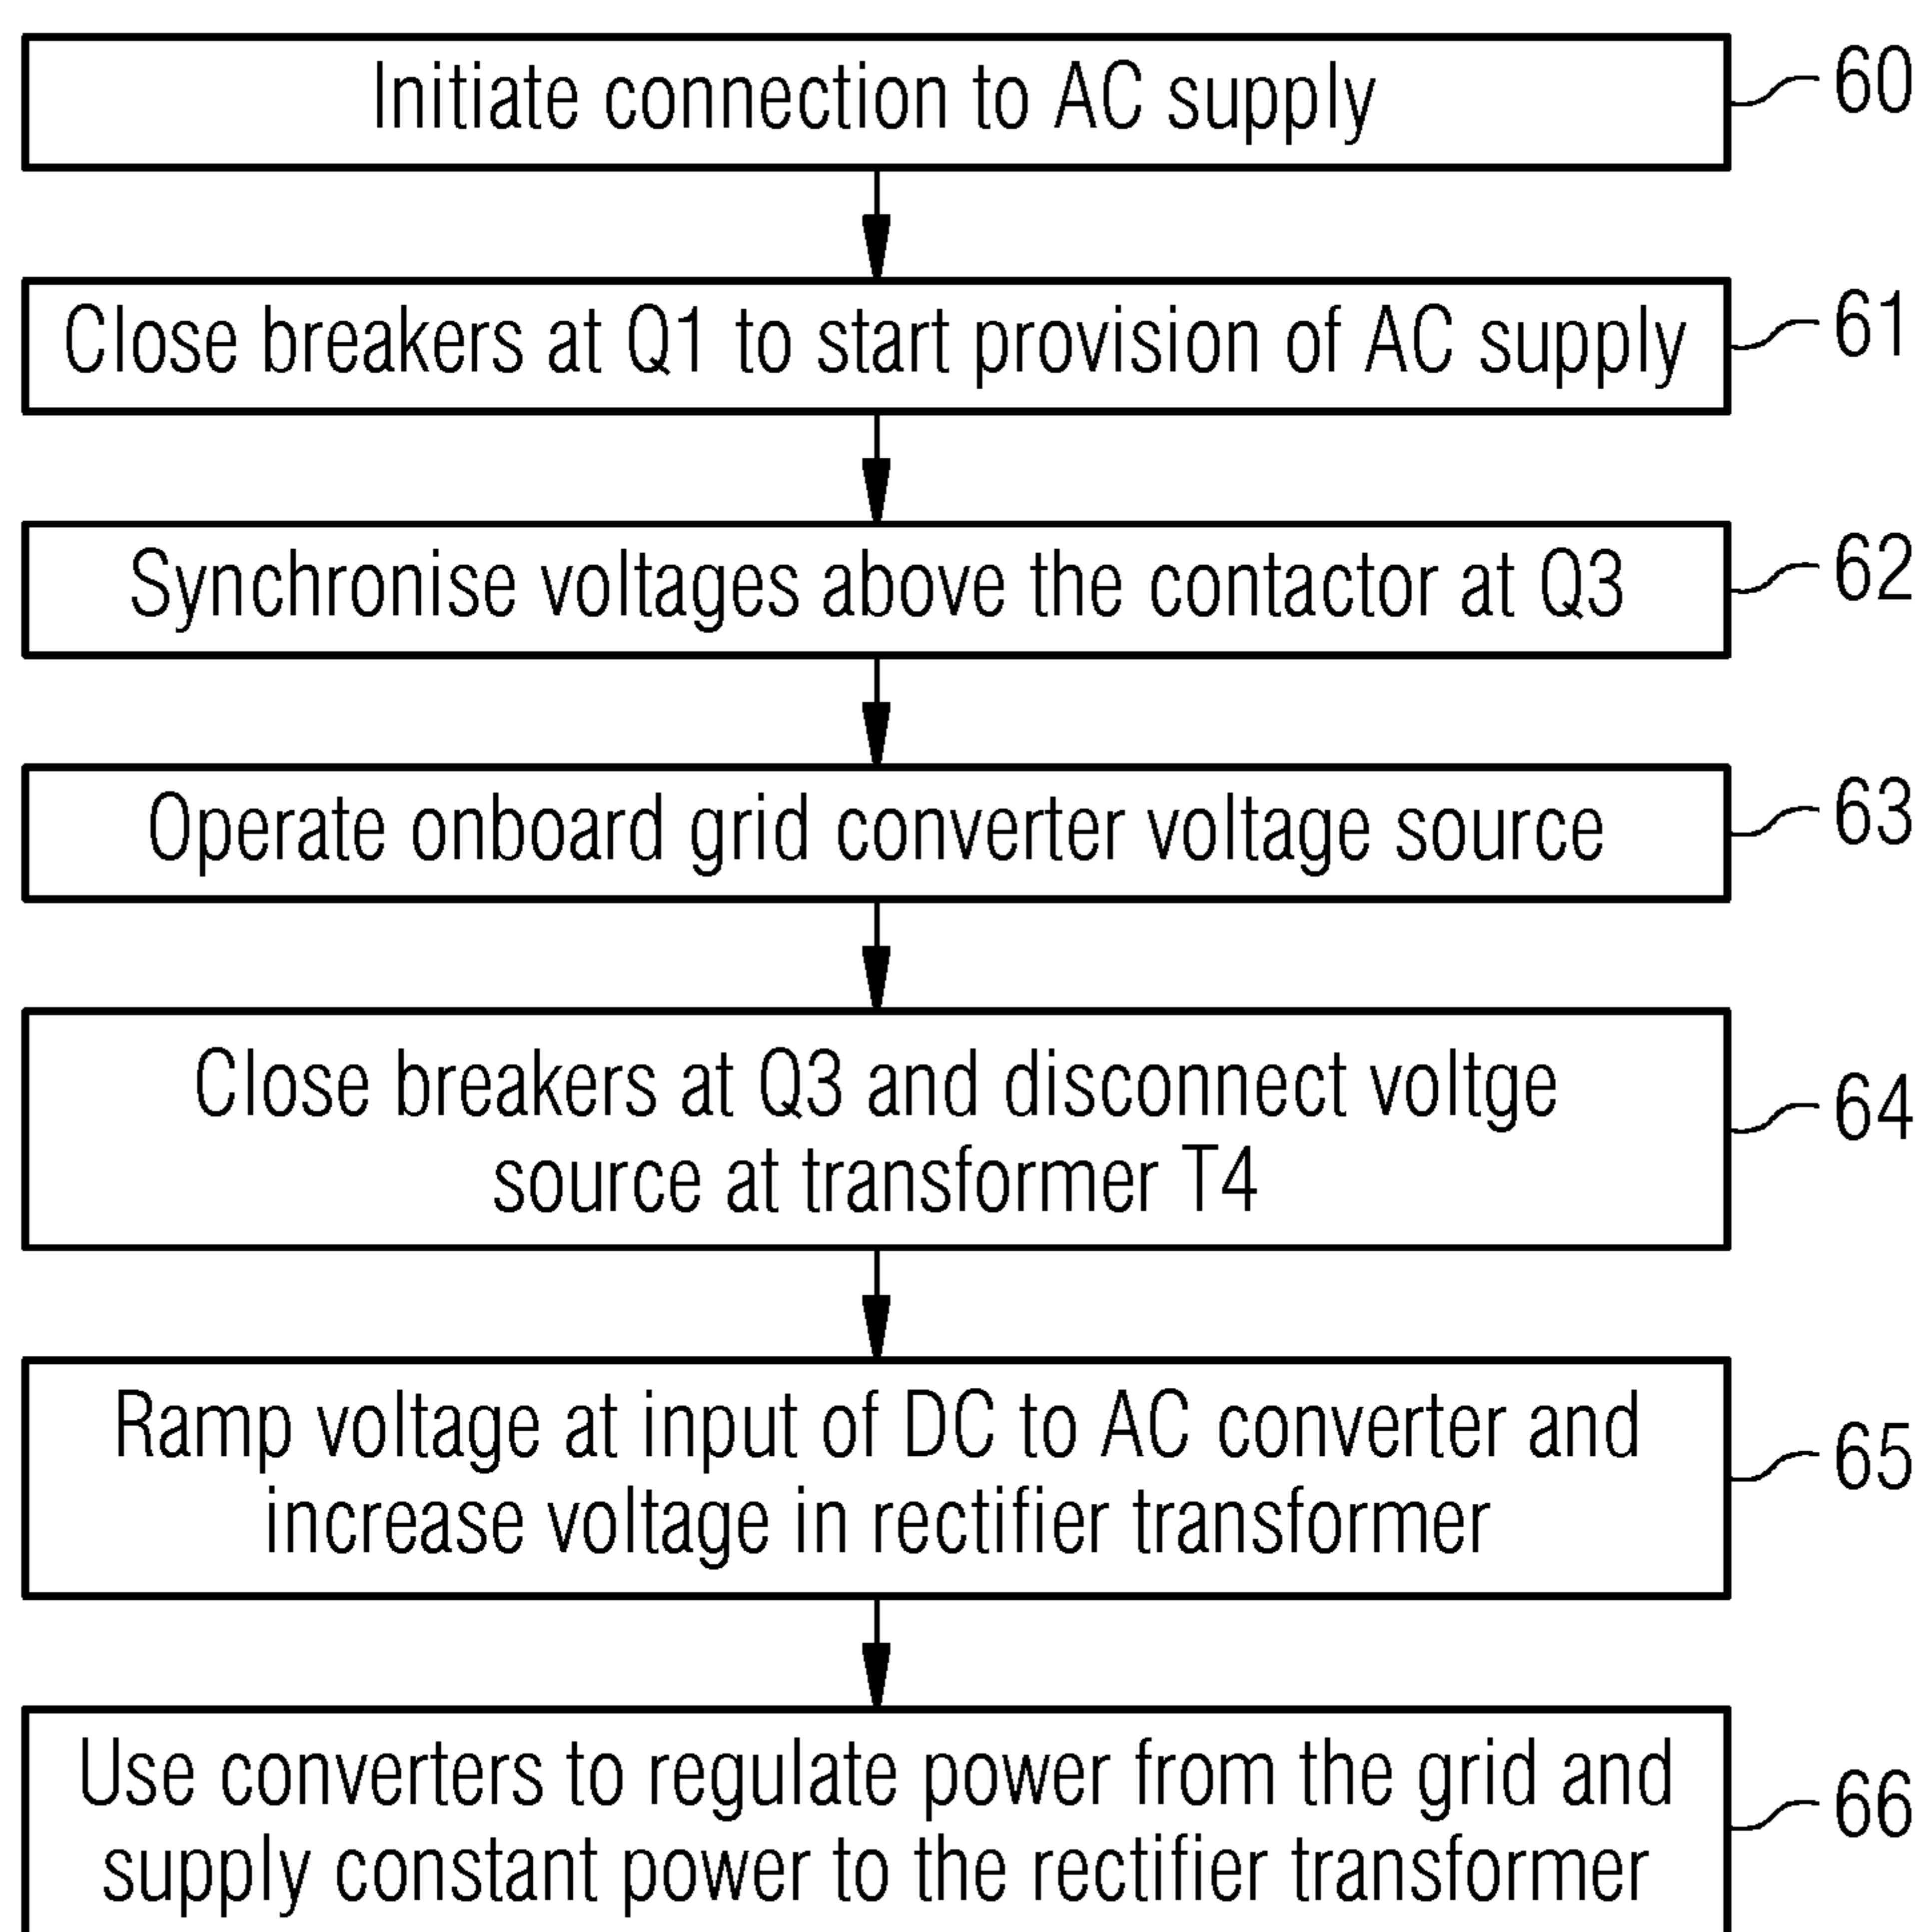 Initiate connection to AC supply
60
Close breakers at Q1 to start provision of AC supply
61
Synchronise voltages above the contactor at Q3
62
Operate onboard grid converter voltage source
63
Close breakers at Q3 and disconnect voltge
source at transformer T4
64
Ramp voltage at input of DC to AC converter and
increase voltage in rectifier transformer
65
Use converters to regulate power from the grid and
supply constant power to the rectifier transformer
66